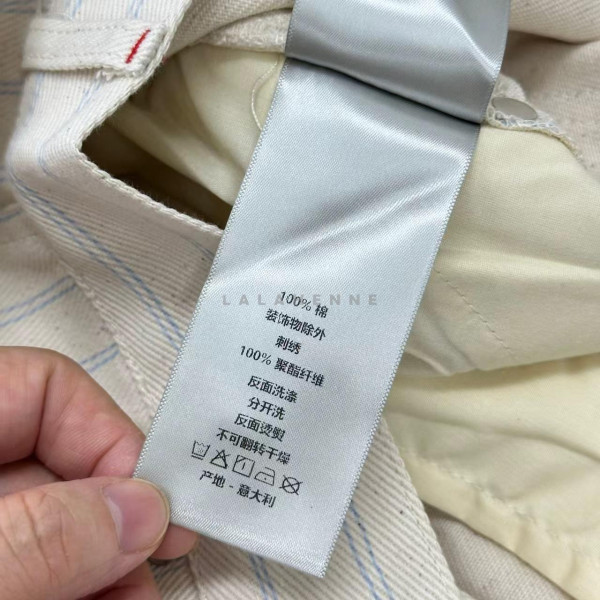 LALAVIENNE
100% 棉
装饰物除外
刺绣
100% 聚酯纤维
反面洗涤
分开洗
反面烫熨
不可翻转干燥
产地 - 意大利